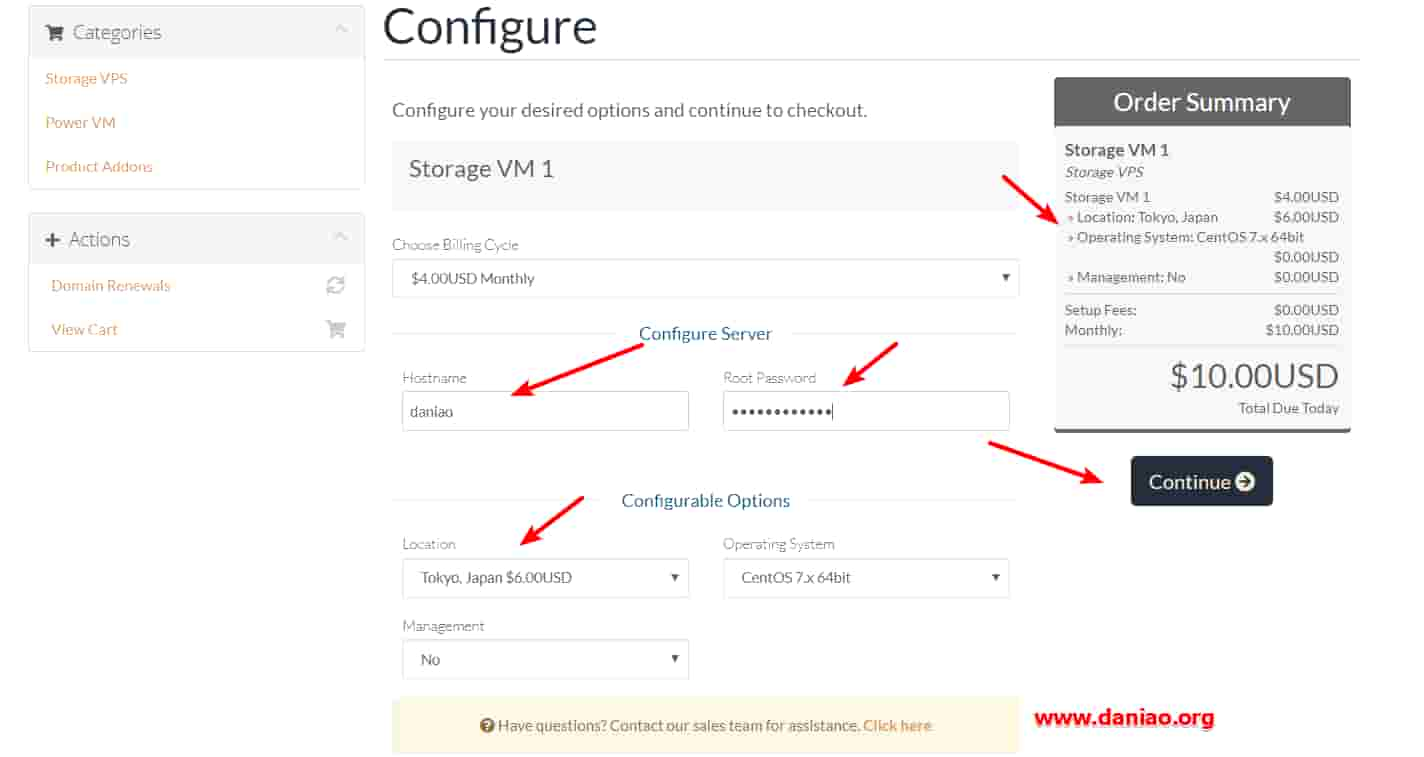 Categories
Storage VPS
Power VM
Product Addons
Actions
Domain Renewals
View Cart
Configure
Configure your desired options and continue to checkout.
Storage VM 1
Choose Billing Cycle
$4.00USD Monthly
Configure Server
Hostname
Root Password
daniao
••••••••••••
Configurable Options
Location
Operating System
Tokyo, Japan $6.00USD
CentOS 7.x 64bit
Management
No
Have questions? Contact our sales team for assistance. Click here
Order Summary
Storage VM 1
Storage VPS
Storage VM 1 $4.00USD
» Location: Tokyo, Japan $6.00USD
» Operating System: CentOS 7.x 64bit
$0.00USD
» Management: No $0.00USD
Setup Fees: $0.00USD
Monthly: $10.00USD
$10.00USD
Total Due Today
Continue
www.daniao.org